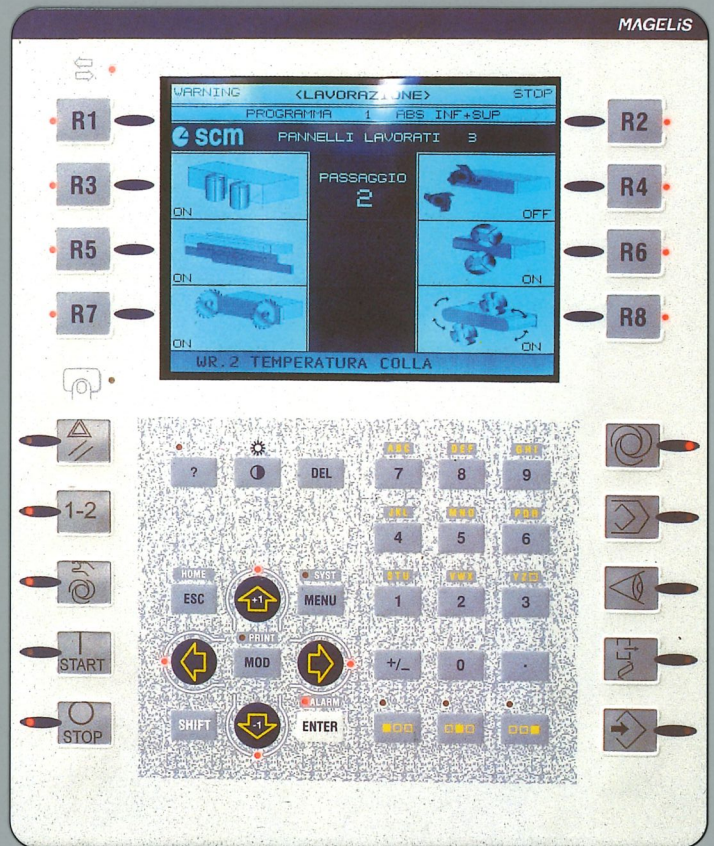 MAGELiS
R1
R2
R3
R4
R5
R6
R7
R8
WARNING <LAVORAZIONE> STOP
PROGRAMMA 1 ABS INF+SUP
scm PANNELLI LAVORATI 3
PASSAGGIO
2
ON
OFF
ON
ON
ON
ON
WR.2 TEMPERATURA COLLA
1-2
START
STOP
? DEL
ABC DEF GHI
7 8 9
JKL MNO PQR
4 5 6
HOME SYST STU VWX YZ
ESC +1 MENU 1 2 3
PRINT
MOD +/_ 0 .
ALARM
SHIFT -1 ENTER